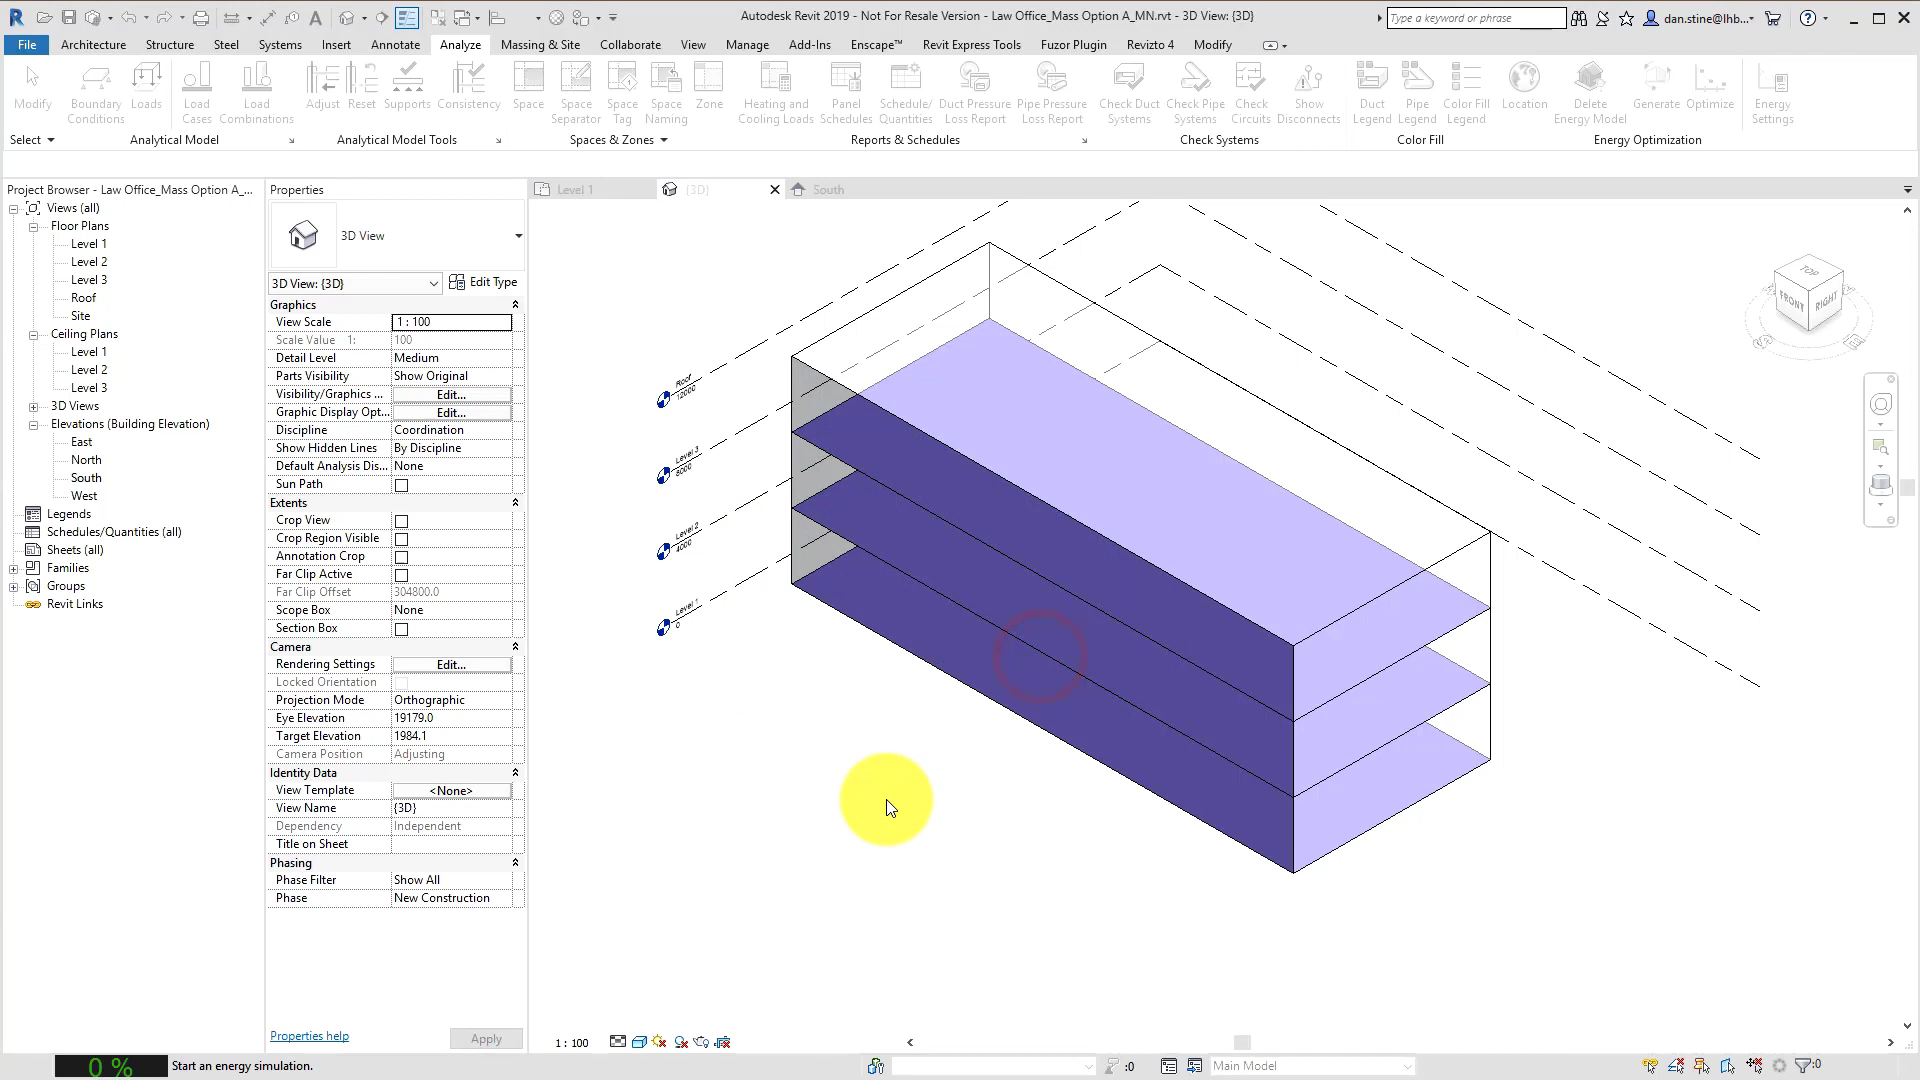 Autodesk Revit 2019 - Not For Resale Version - Law Office_Mass Option A_MN.rvt - 3D View: {3D}
Type a keyword or phrase
dan.stine@lhb...
File Architecture Structure Steel Systems Insert Annotate Analyze Massing & Site Collaborate View Manage Add-Ins Enscape™ Revit Express Tools Fuzor Plugin Revizto 4 Modify
Modify
Boundary Conditions
Loads
Load Cases
Load Combinations
Adjust
Reset
Supports
Consistency
Space
Space Separator
Space Tag
Space Naming
Zone
Heating and Cooling Loads
Panel Schedules
Schedule/ Quantities
Duct Pressure Loss Report
Pipe Pressure Loss Report
Check Duct Systems
Check Pipe Systems
Check Circuits
Show Disconnects
Duct Legend
Pipe Legend
Color Fill Legend
Location
Delete Energy Model
Generate
Optimize
Energy Settings
Select
Analytical Model
Analytical Model Tools
Spaces & Zones
Reports & Schedules
Check Systems
Color Fill
Energy Optimization
Project Browser - Law Office_Mass Option A_...
Views (all)
Floor Plans
Level 1
Level 2
Level 3
Roof
Site
Ceiling Plans
Level 1
Level 2
Level 3
3D Views
Elevations (Building Elevation)
East
North
South
West
Legends
Schedules/Quantities (all)
Sheets (all)
Families
Groups
Revit Links
Properties
3D View
3D View: {3D}
Edit Type
Graphics
View Scale 1 : 100
Scale Value 1: 100
Detail Level Medium
Parts Visibility Show Original
Visibility/Graphics ... Edit...
Graphic Display Opt... Edit...
Discipline Coordination
Show Hidden Lines By Discipline
Default Analysis Dis... None
Sun Path
Extents
Crop View
Crop Region Visible
Annotation Crop
Far Clip Active
Far Clip Offset 304800.0
Scope Box None
Section Box
Camera
Rendering Settings Edit...
Locked Orientation
Projection Mode Orthographic
Eye Elevation 19179.0
Target Elevation 1984.1
Camera Position Adjusting
Identity Data
View Template <None>
View Name {3D}
Dependency Independent
Title on Sheet
Phasing
Phase Filter Show All
Phase New Construction
Properties help
Apply
Level 1
{3D}
South
Roof
12000
Level 3
8000
Level 2
4000
Level 1
0
TOP
FRONT
RIGHT
1 : 100
0 %
Start an energy simulation.
:0
Main Model
:0